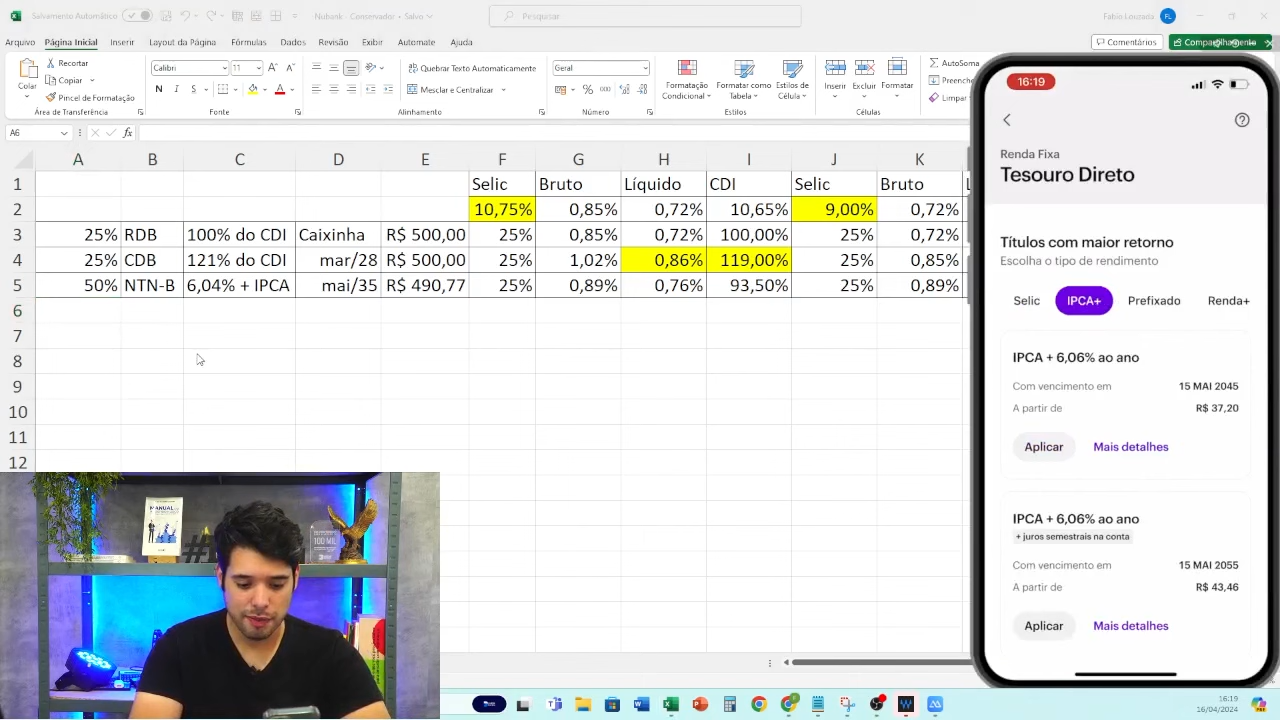 Salvamento Automático
Nubank - Conservador - Salvo
Pesquisar
Fabio Louzada
FL
Arquivo
Página Inicial
Inserir
Layout da Página
Fórmulas
Dados
Revisão
Exibir
Automate
Ajuda
Comentários
Colar
Recortar
Copiar
Pincel de Formatação
Área de Transferência
Calibri
11
N I S
Fonte
Quebrar Texto Automaticamente
Mesclar e Centralizar
Alinhamento
Geral
Número
Formatação Condicional
Formatar como Tabela
Estilos de Célula
Estilos
Inserir
Excluir
Formatar
Células
AutoSoma
Preench
Limpar
A6
fx
A B C D E F G H I J K
1 Selic Bruto Líquido CDI Selic Bruto L
2 10,75% 0,85% 0,72% 10,65% 9,00% 0,72%
3 25% RDB 100% do CDI Caixinha R$ 500,00 25% 0,85% 0,72% 100,00% 25% 0,72%
4 25% CDB 121% do CDI mar/28 R$ 500,00 25% 1,02% 0,86% 119,00% 25% 0,85%
5 50% NTN-B 6,04% + IPCA mai/35 R$ 490,77 25% 0,89% 0,76% 93,50% 25% 0,89%
6
7
8
9
10
11
12
16:19
Renda Fixa
Tesouro Direto
Títulos com maior retorno
Escolha o tipo de rendimento
Selic IPCA+ Prefixado Renda+
IPCA + 6,06% ao ano
Com vencimento em 15 MAI 2045
A partir de R$ 37,20
Aplicar Mais detalhes
IPCA + 6,06% ao ano
+ juros semestrais na conta
Com vencimento em 15 MAI 2055
A partir de R$ 43,46
Aplicar Mais detalhes
MANUAL
100 MIL
16:19
16/04/2024